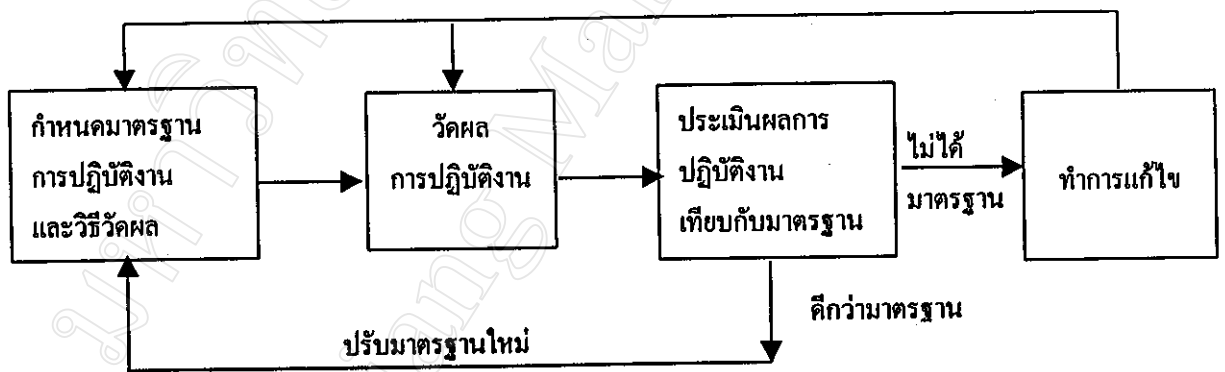 กำหนดมาตรฐาน
การปฏิบัติงาน
และวิธีวัดผล
วัดผล
การปฏิบัติงาน
ประเมินผลการ
ปฏิบัติงาน
เทียบกับมาตรฐาน
ไม่ได้
มาตรฐาน
ทำการแก้ไข
ดีกว่ามาตรฐาน
ปรับมาตรฐานใหม่